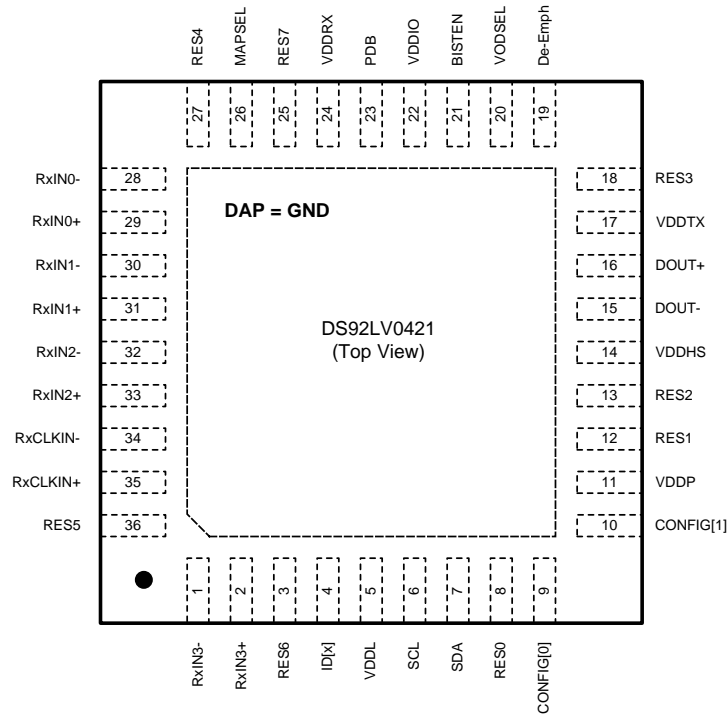 RES4
MAPSEL
RES7
VDDRX
PDB
VDDIO
BISTEN
VODSEL
De-Emph
27
26
25
24
23
22
21
20
19
RxIN0-
28
RxIN0+
29
RxIN1-
30
RxIN1+
31
RxIN2-
32
RxIN2+
33
RxCLKIN-
34
RxCLKIN+
35
RES5
36
DAP = GND
DS92LV0421
(Top View)
18
RES3
17
VDDTX
16
DOUT+
15
DOUT-
14
VDDHS
13
RES2
12
RES1
11
VDDP
10
CONFIG[1]
1
2
3
4
5
6
7
8
9
RxIN3-
RxIN3+
RES6
ID[x]
VDDL
SCL
SDA
RES0
CONFIG[0]